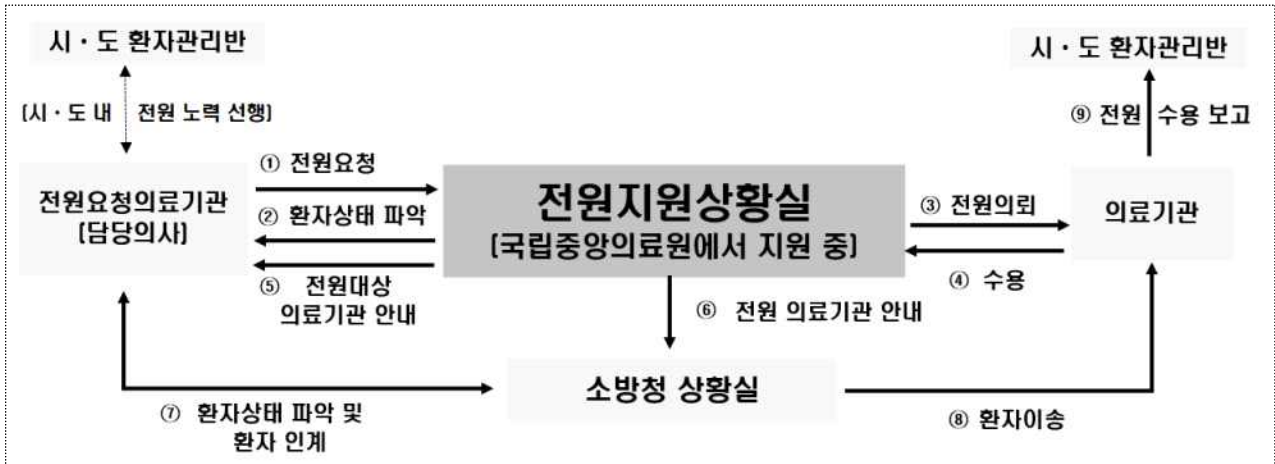 시·도 환자관리반
(시·도 내 전원 노력 선행)
전원요청의료기관
(담당의사)
① 전원요청
② 환자상태 파악
⑤ 전원대상
의료기관 안내
전원지원상황실
(국립중앙의료원에서 지원 중)
③ 전원의뢰
④ 수용
의료기관
시·도 환자관리반
⑨ 전원 수용 보고
⑥ 전원 의료기관 안내
소방청 상황실
⑦ 환자상태 파악 및
환자 인계
⑧ 환자이송